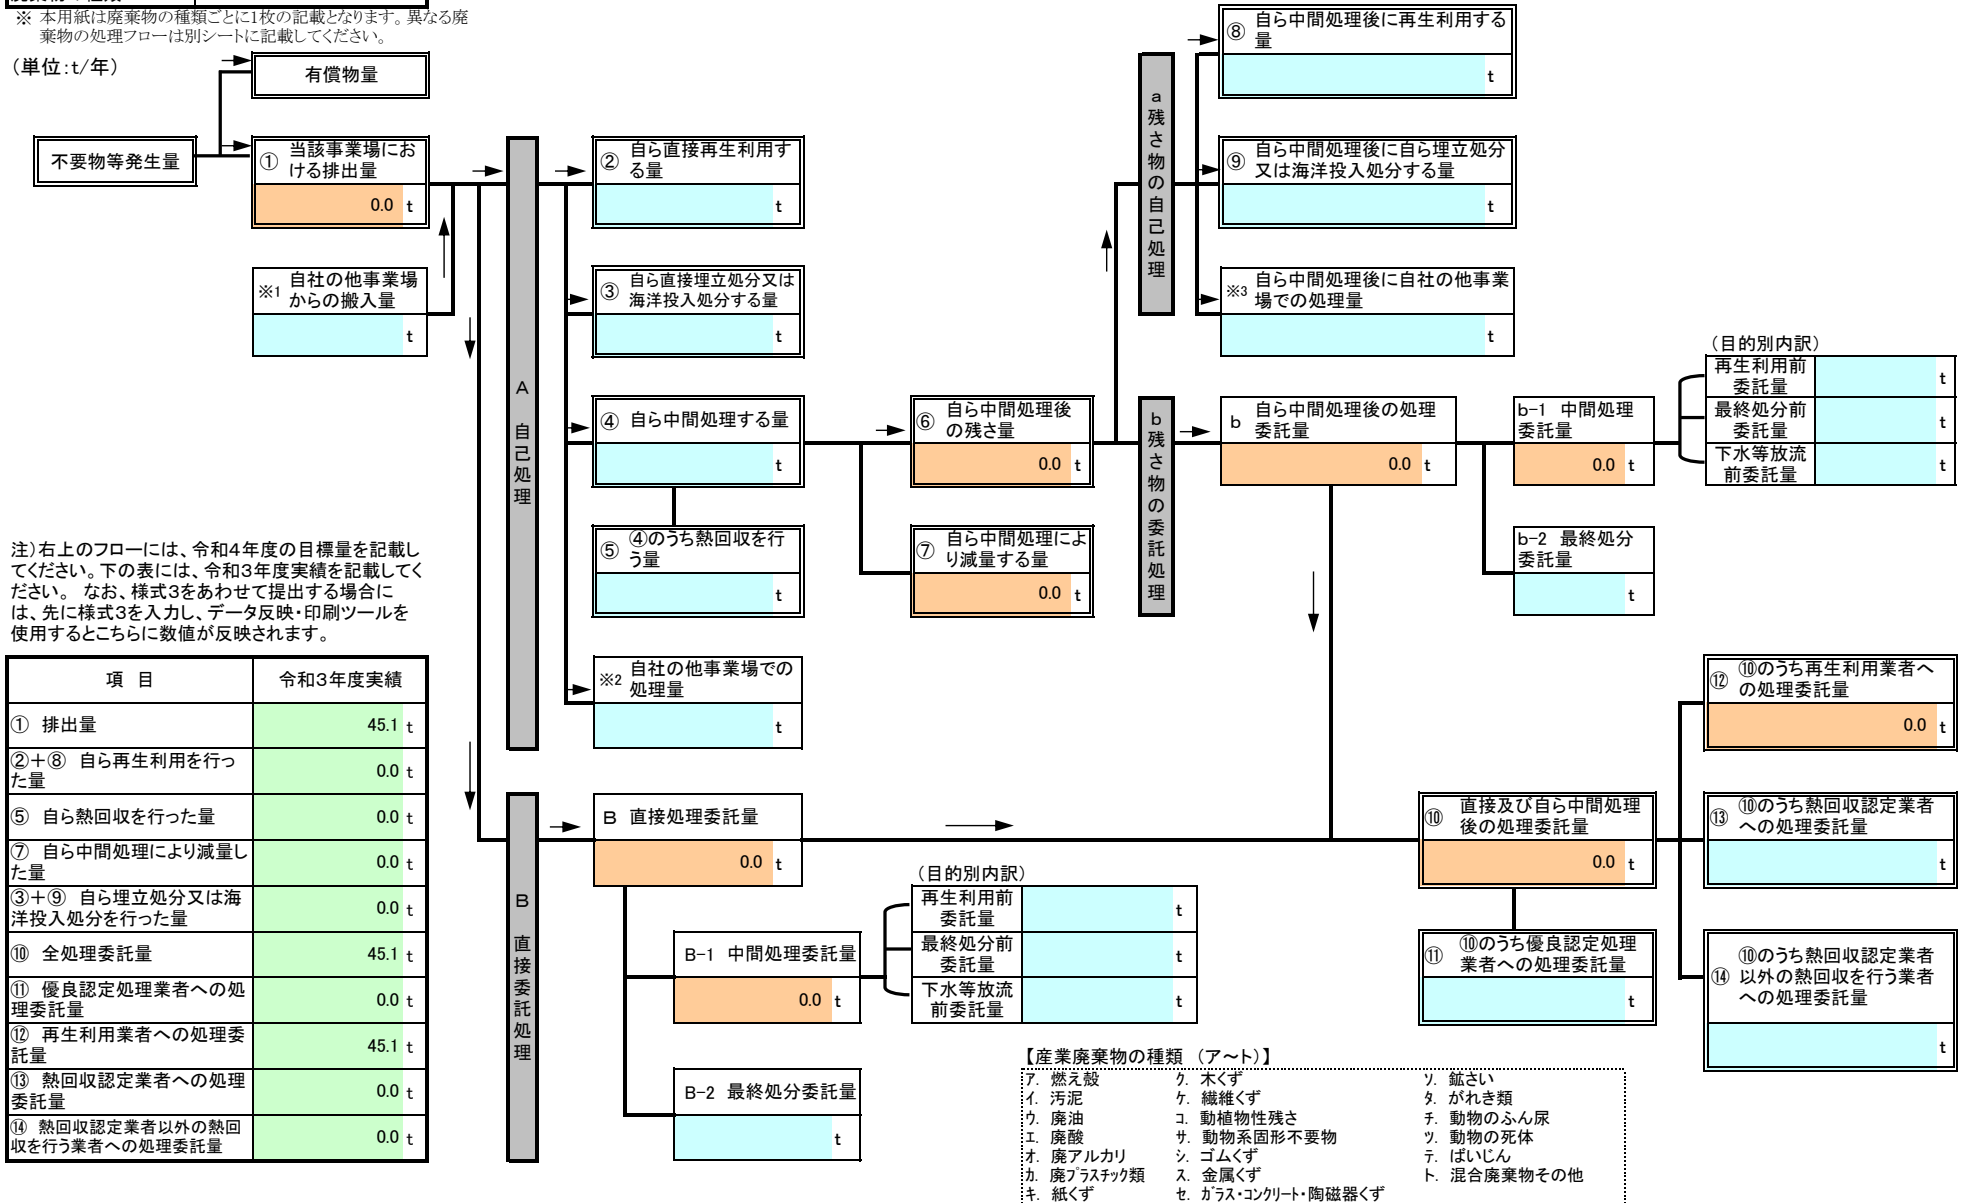 ※ 本用紙は廃棄物の種類ごとに1枚の記載となります。異なる廃
棄物の処理フローは別シートに記載してください。
(単位:t/年)
有償物量
不要物等発生量
① 当該事業場にお
ける排出量
0.0 t
※1 自社の他事業場
からの搬入量
t
A 自己処理
② 自ら直接再生利用す
る量
t
③ 自ら直接埋立処分又は
海洋投入処分する量
t
④ 自ら中間処理する量
t
⑤ ④のうち熱回収を行
う量
t
※2 自社の他事業場での
処理量
t
⑥ 自ら中間処理後
の残さ量
0.0 t
⑦ 自ら中間処理によ
り減量する量
0.0 t
a 残さ物の自己処理
⑧ 自ら中間処理後に再生利用する
量
t
⑨ 自ら中間処理後に自ら埋立処分
又は海洋投入処分する量
t
※3 自ら中間処理後に自社の他事業
場での処理量
t
b 残さ物の委託処理
b 自ら中間処理後の処理
委託量
0.0 t
b-1 中間処理
委託量
0.0 t
(目的別内訳)
再生利用前
委託量
t
最終処分前
委託量
t
下水等放流
前委託量
t
b-2 最終処分
委託量
t
注)右上のフローには、令和4年度の目標量を記載し
てください。下の表には、令和3年度実績を記載してく
ださい。 なお、様式3をあわせて提出する場合に
は、先に様式3を入力し、データ反映・印刷ツールを
使用するとこちらに数値が反映されます。
項 目 令和3年度実績
① 排出量 45.1 t
②+⑧ 自ら再生利用を行っ
た量 0.0 t
⑤ 自ら熱回収を行った量 0.0 t
⑦ 自ら中間処理により減量し
た量 0.0 t
③+⑨ 自ら埋立処分又は海
洋投入処分を行った量 0.0 t
⑩ 全処理委託量 45.1 t
⑪ 優良認定処理業者への処
理委託量 0.0 t
⑫ 再生利用業者への処理委
託量 45.1 t
⑬ 熱回収認定業者への処理
委託量 0.0 t
⑭ 熱回収認定業者以外の熱回
収を行う業者への処理委託量 0.0 t
B 直接委託処理
B 直接処理委託量
0.0 t
B-1 中間処理委託量
0.0 t
(目的別内訳)
再生利用前
委託量
t
最終処分前
委託量
t
下水等放流
前委託量
t
B-2 最終処分委託量
t
⑩ 直接及び自ら中間処理
後の処理委託量
0.0 t
⑪ ⑩のうち優良認定処理
業者への処理委託量
t
⑫ ⑩のうち再生利用業者へ
の処理委託量
0.0 t
⑬ ⑩のうち熱回収認定業者
への処理委託量
t
⑭ ⑩のうち熱回収認定業者
以外の熱回収を行う業者
への処理委託量
t
【産業廃棄物の種類 (ア~ト)】
ア. 燃え殻 ク. 木くず ソ. 鉱さい
イ. 汚泥 ケ. 繊維くず タ. がれき類
ウ. 廃油 コ. 動植物性残さ チ. 動物のふん尿
エ. 廃酸 サ. 動物系固形不要物 ツ. 動物の死体
オ. 廃アルカリ シ. ゴムくず テ. ばいじん
カ. 廃プラスチック類 ス. 金属くず ト. 混合廃棄物その他
キ. 紙くず セ. ガラス・コンクリート・陶磁器くず